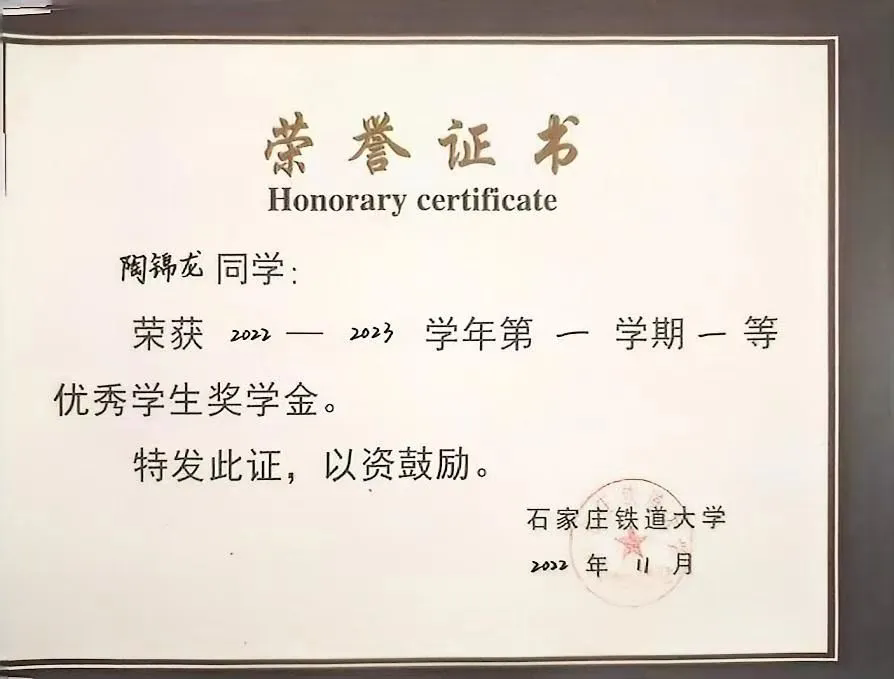 荣誉证书
Honorary certificate
陶锦龙同学：
荣获 2022 — 2023 学年第 一 学期 一 等
优秀学生奖学金。
特发此证，以资鼓励。
石家庄铁道大学
2022 年 11 月